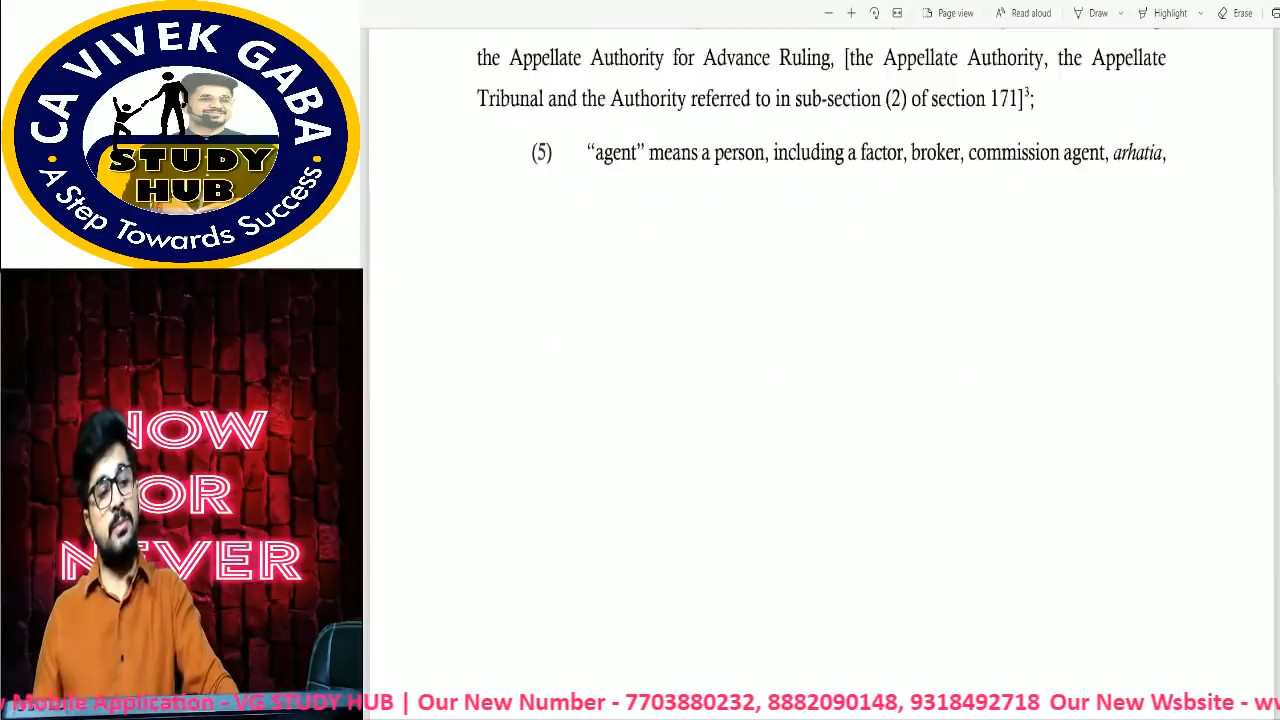 CA VIVEK GABA
STUDY
HUB
• A Step Towards Success •
Page view
Read aloud
Draw
Highlight
Erase
the Appellate Authority for Advance Ruling, [the Appellate Authority, the Appellate
Tribunal and the Authority referred to in sub-section (2) of section 171]3;
(5) “agent” means a person, including a factor, broker, commission agent, arhatia,
NOW
OR
NEVER
Mobile Application - VG STUDY HUB | Our New Number - 7703880232, 8882090148, 9318492718 Our New Wsbsite -